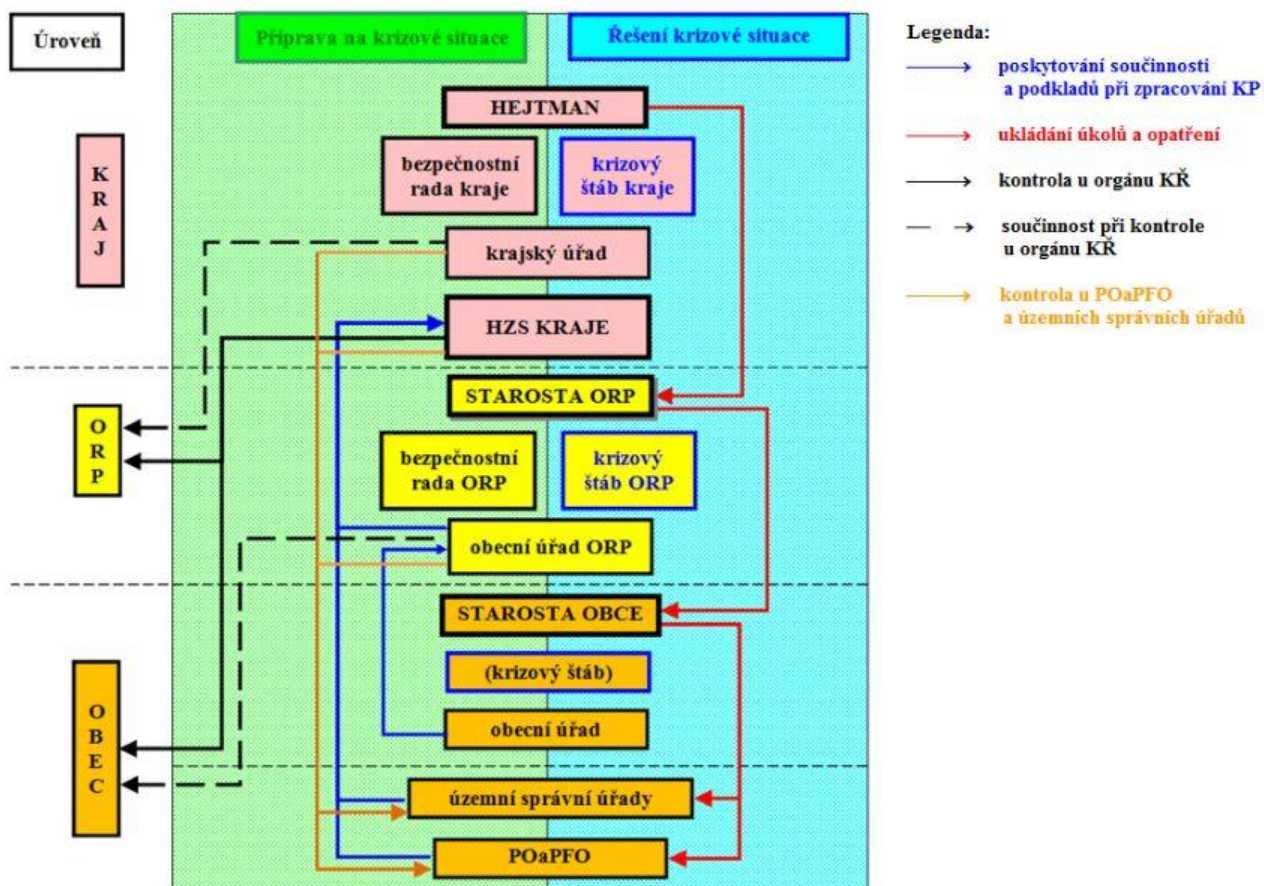 Úroveň
Příprava na krizové situace
Řešení krizové situace
Legenda:
poskytování součinnosti
a podkladů při zpracování KP
ukládání úkolů a opatření
kontrola u orgánu KŘ
součinnost při kontrole
u orgánu KŘ
kontrola u POaPFO
a územních správních úřadů
K
R
A
J
HEJTMAN
bezpečnostní
rada kraje
krizový
štáb kraje
krajský úřad
HZS KRAJE
O
R
P
STAROSTA ORP
bezpečnostní
rada ORP
krizový
štáb ORP
obecní úřad ORP
O
B
E
C
STAROSTA OBCE
(krizový štáb)
obecní úřad
územní správní úřady
POaPFO